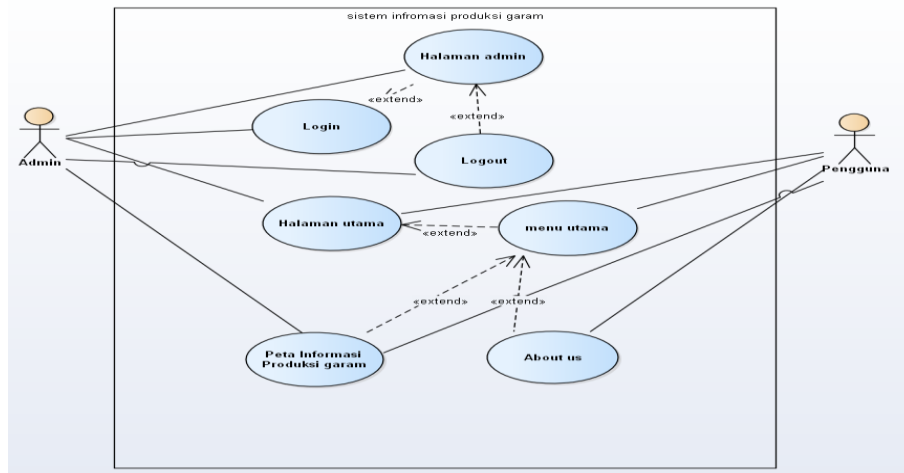 sistem infromasi produksi garam
Halaman admin
«extend»
Login
«extend»
Logout
Admin
Pengguna
Halaman utama
«extend»
menu utama
«extend»
«extend»
Peta Informasi
Produksi garam
About us